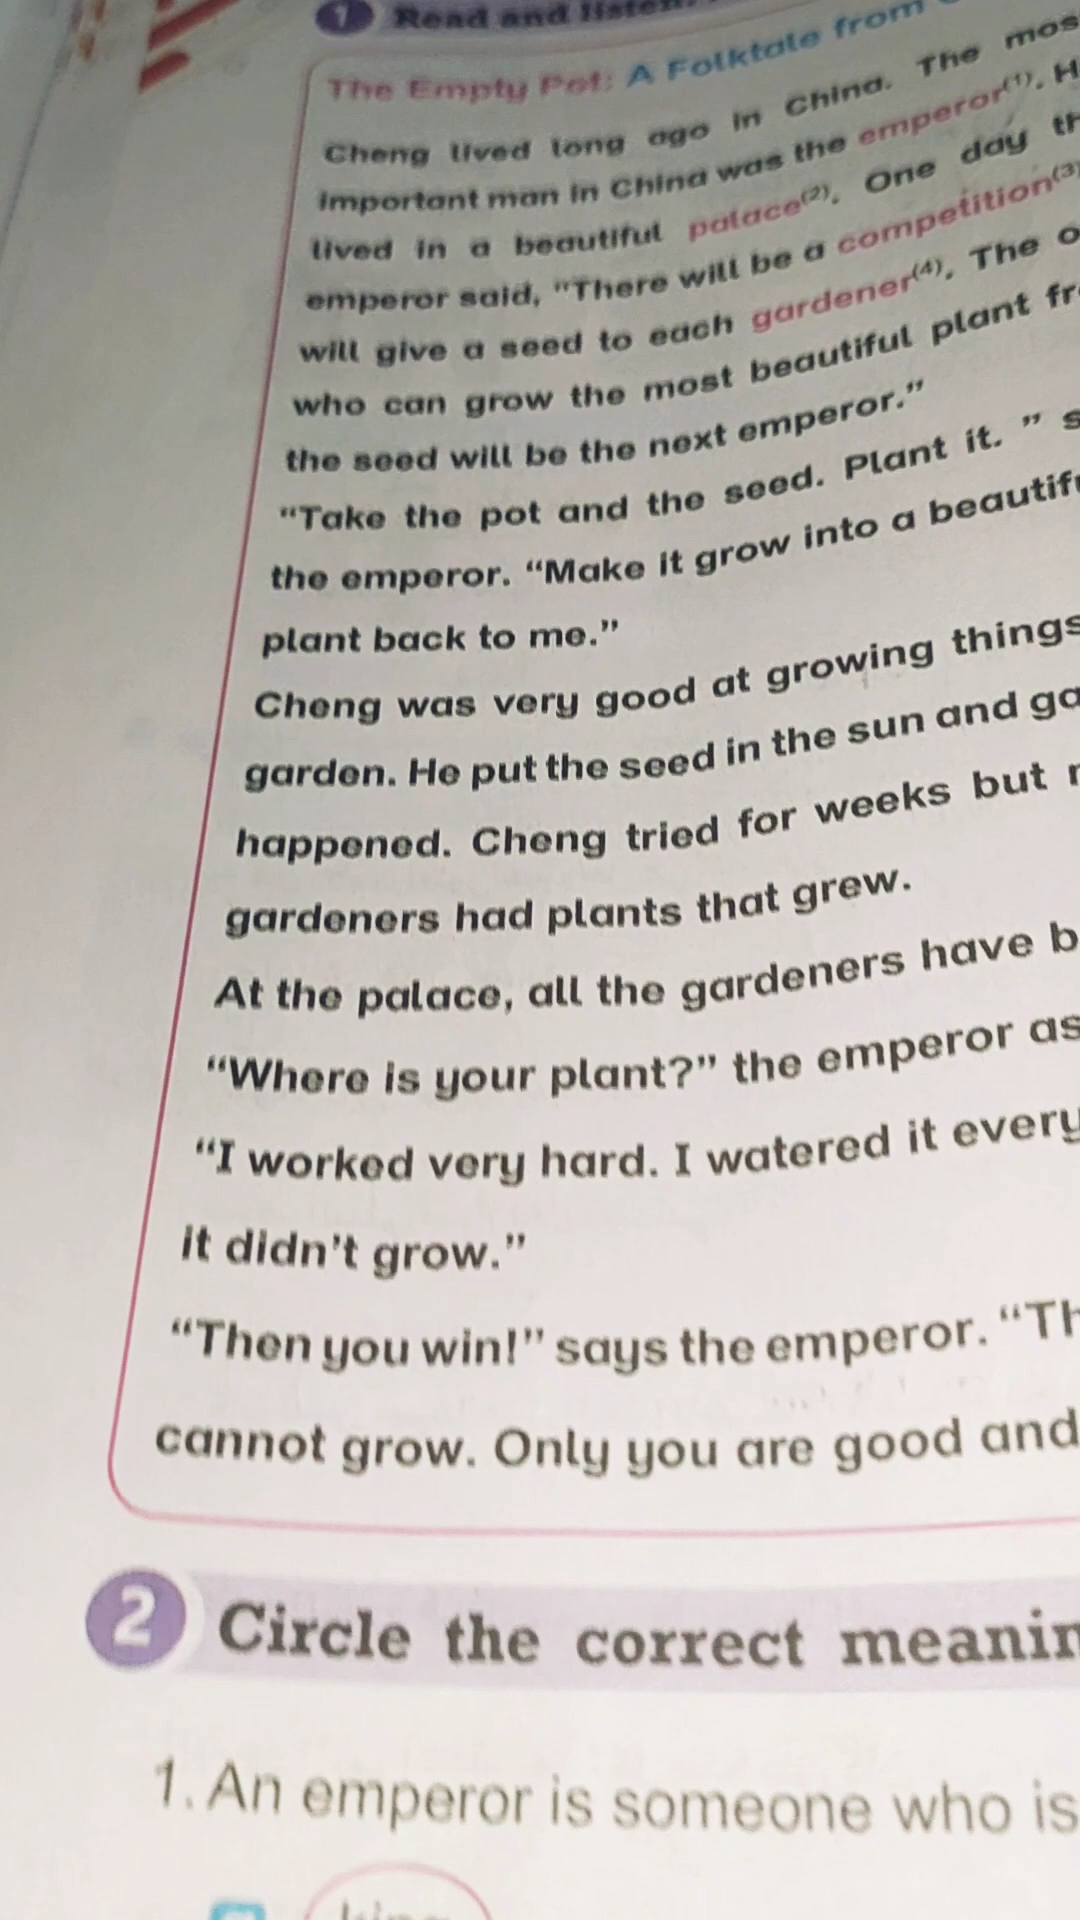 1 Read and listen.
The Empty Pot: A Folktale from
Cheng lived long ago in China. The mos
important man in China was the emperor(1). H
lived in a beautiful palace(2). One day th
emperor said, "There will be a competition(3)
will give a seed to each gardener(4). The o
who can grow the most beautiful plant fr
the seed will be the next emperor."
"Take the pot and the seed. Plant it. " s
the emperor. "Make it grow into a beautifu
plant back to me."
Cheng was very good at growing things
garden. He put the seed in the sun and ga
happened. Cheng tried for weeks but n
gardeners had plants that grew.
At the palace, all the gardeners have b
"Where is your plant?" the emperor as
"I worked very hard. I watered it every
it didn't grow."
"Then you win!" says the emperor. "Th
cannot grow. Only you are good and
2 Circle the correct meanin
1. An emperor is someone who is